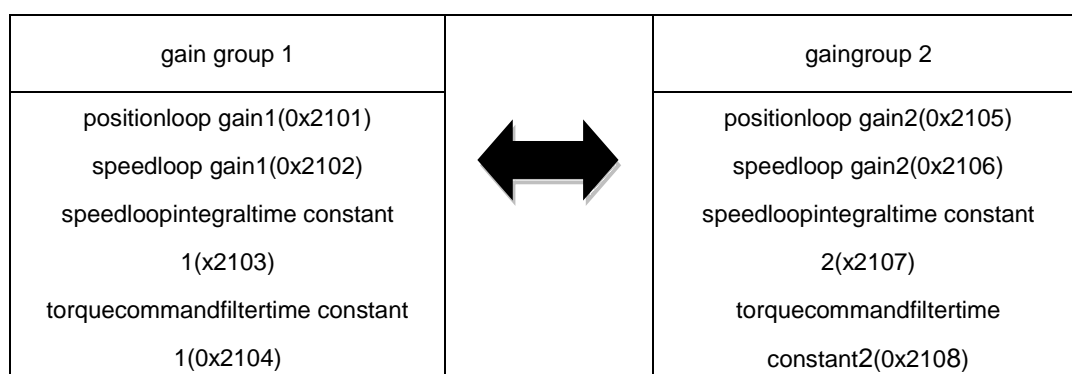 gain group 1
positionloop gain1(0x2101)
speedloop gain1(0x2102)
speedloopintegraltime constant
1(x2103)
torquecommandfiltertime constant
1(0x2104)
gaingroup 2
positionloop gain2(0x2105)
speedloop gain2(0x2106)
speedloopintegraltime constant
2(x2107)
torquecommandfiltertime
constant2(0x2108)